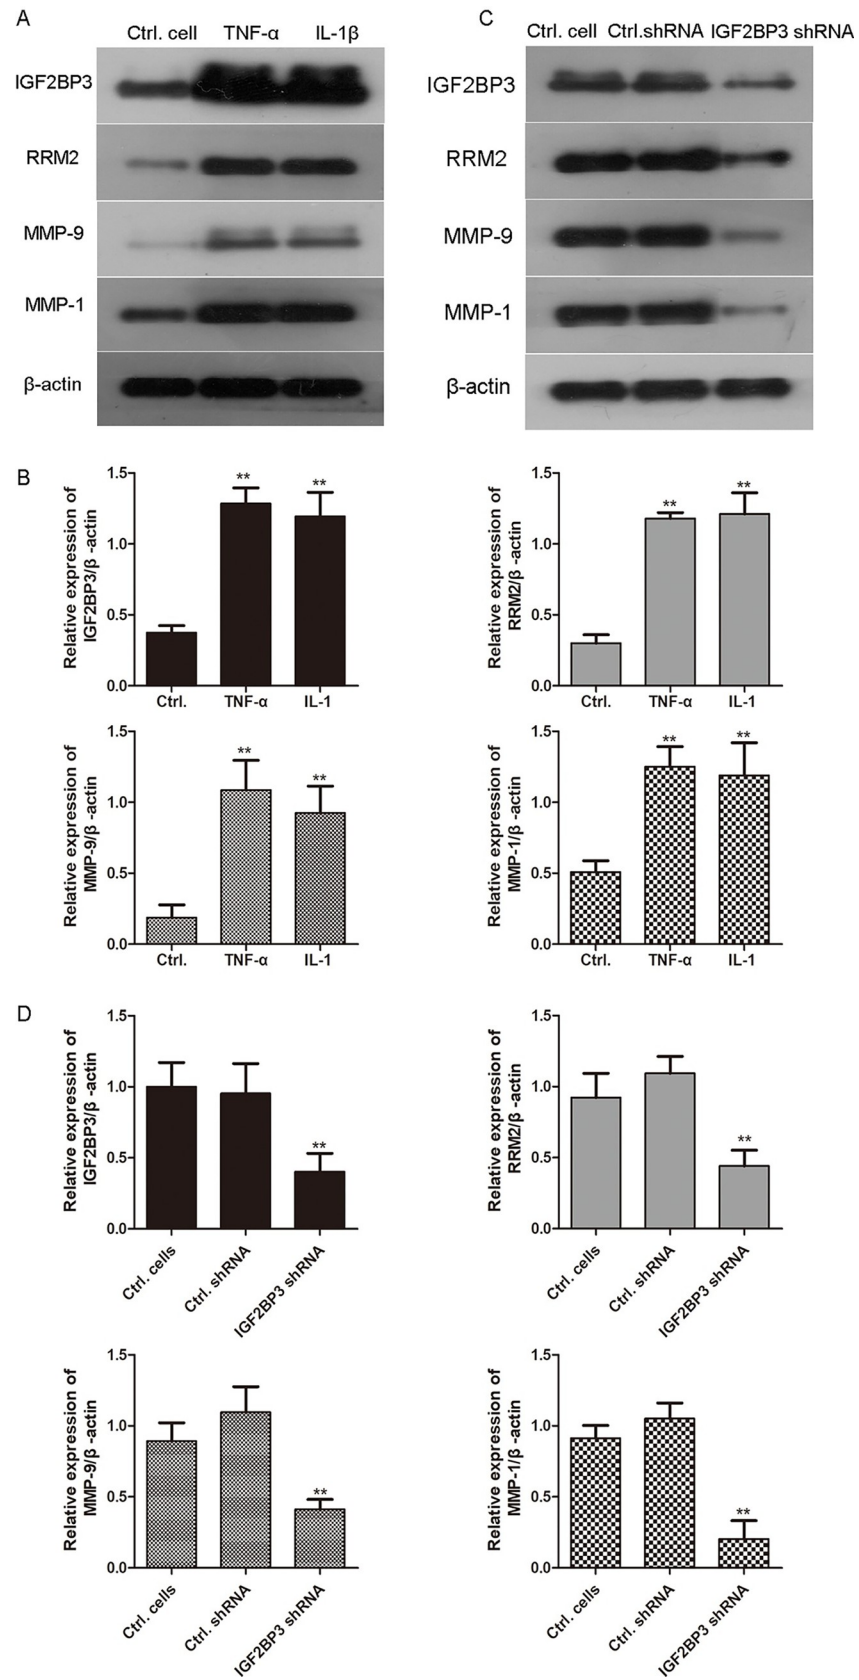 A
Ctrl. cell TNF-α IL-1β
IGF2BP3
RRM2
MMP-9
MMP-1
β-actin
C
Ctrl. cell Ctrl.shRNA IGF2BP3 shRNA
IGF2BP3
RRM2
MMP-9
MMP-1
β-actin
B
Relative expression of
IGF2BP3/β -actin
1.5
1.0
0.5
0.0
** **
Ctrl. TNF-α IL-1
Relative expression of
RRM2/β -actin
1.5
1.0
0.5
0.0
** **
Ctrl. TNF-α IL-1
Relative expression of
MMP-9/β -actin
1.5
1.0
0.5
0.0
** **
Ctrl. TNF-α IL-1
Relative expression of
MMP-1/β -actin
1.5
1.0
0.5
0.0
** **
Ctrl. TNF-α IL-1
D
Relative expression of
IGF2BP3/β -actin
1.5
1.0
0.5
0.0
**
Ctrl. cells
Ctrl. shRNA
IGF2BP3 shRNA
Relative expression of
RRM2/β -actin
1.5
1.0
0.5
0.0
**
Ctrl. cells
Ctrl. shRNA
IGF2BP3 shRNA
Relative expression of
MMP-9/β -actin
1.5
1.0
0.5
0.0
**
Ctrl. cells
Ctrl. shRNA
IGF2BP3 shRNA
Relative expression of
MMP-1/β -actin
1.5
1.0
0.5
0.0
**
Ctrl. cells
Ctrl. shRNA
IGF2BP3 shRNA